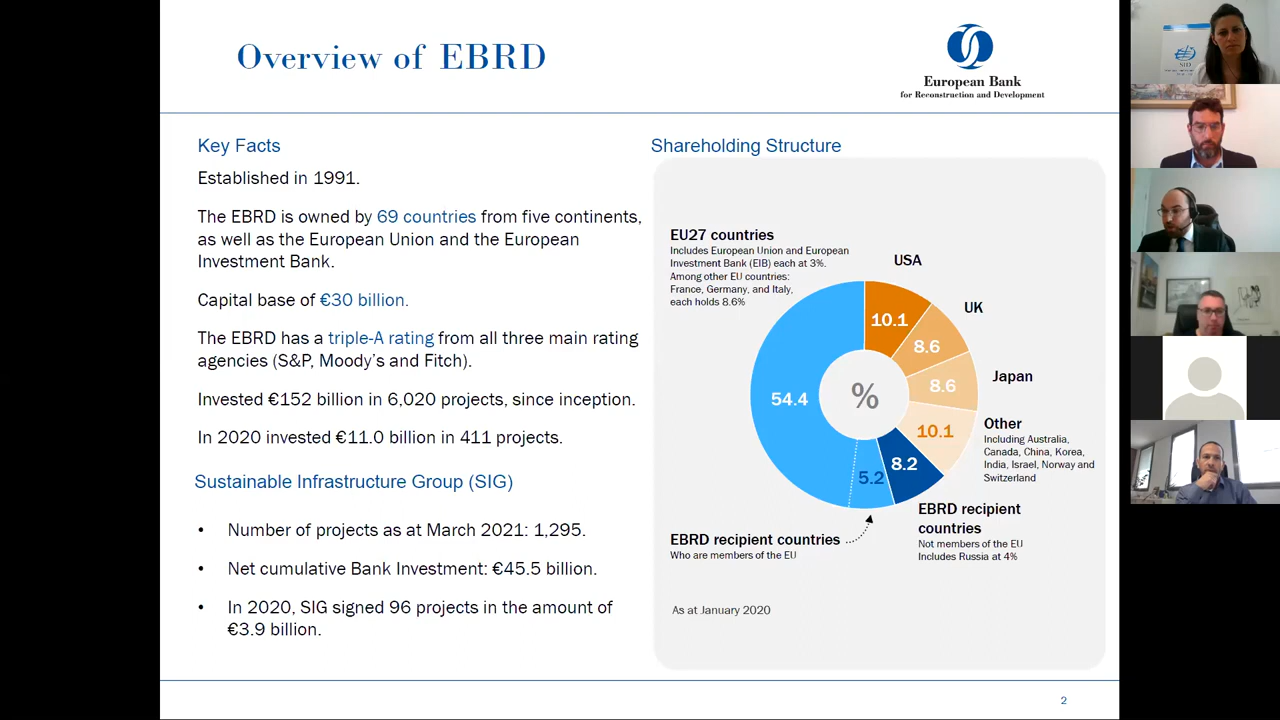 Overview of EBRD
European Bank
for Reconstruction and Development
Key Facts
Established in 1991.
The EBRD is owned by 69 countries from five continents,
as well as the European Union and the European
Investment Bank.
Capital base of €30 billion.
The EBRD has a triple-A rating from all three main rating
agencies (S&P, Moody's and Fitch).
Invested €152 billion in 6,020 projects, since inception.
In 2020 invested €11.0 billion in 411 projects.
Sustainable Infrastructure Group (SIG)
• Number of projects as at March 2021: 1,295.
• Net cumulative Bank Investment: €45.5 billion.
• In 2020, SIG signed 96 projects in the amount of
€3.9 billion.
Shareholding Structure
EU27 countries
Includes European Union and European
Investment Bank (EIB) each at 3%.
Among other EU countries:
France, Germany, and Italy,
each holds 8.6%
USA
10.1
UK
8.6
Japan
8.6
Other
Including Australia,
Canada, China, Korea,
India, Israel, Norway and
Switzerland
10.1
54.4
%
8.2
5.2
EBRD recipient
countries
Not members of the EU
Includes Russia at 4%
EBRD recipient countries
Who are members of the EU
As at January 2020
2
SID